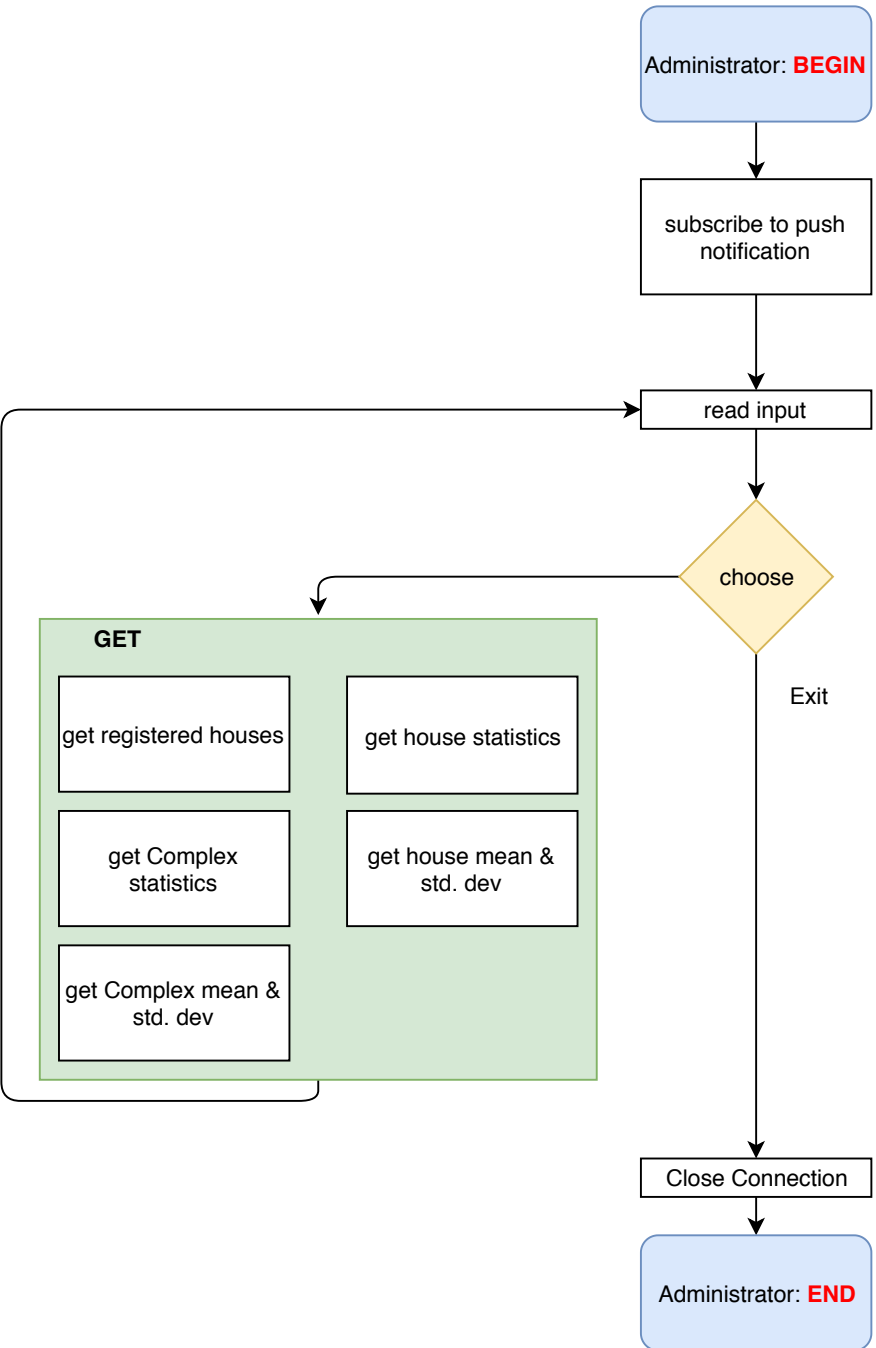 Administrator: BEGIN
subscribe to push
notification
read input
choose
Exit
GET
get registered houses
get house statistics
get Complex
statistics
get house mean &
std. dev
get Complex mean &
std. dev
Close Connection
Administrator: END